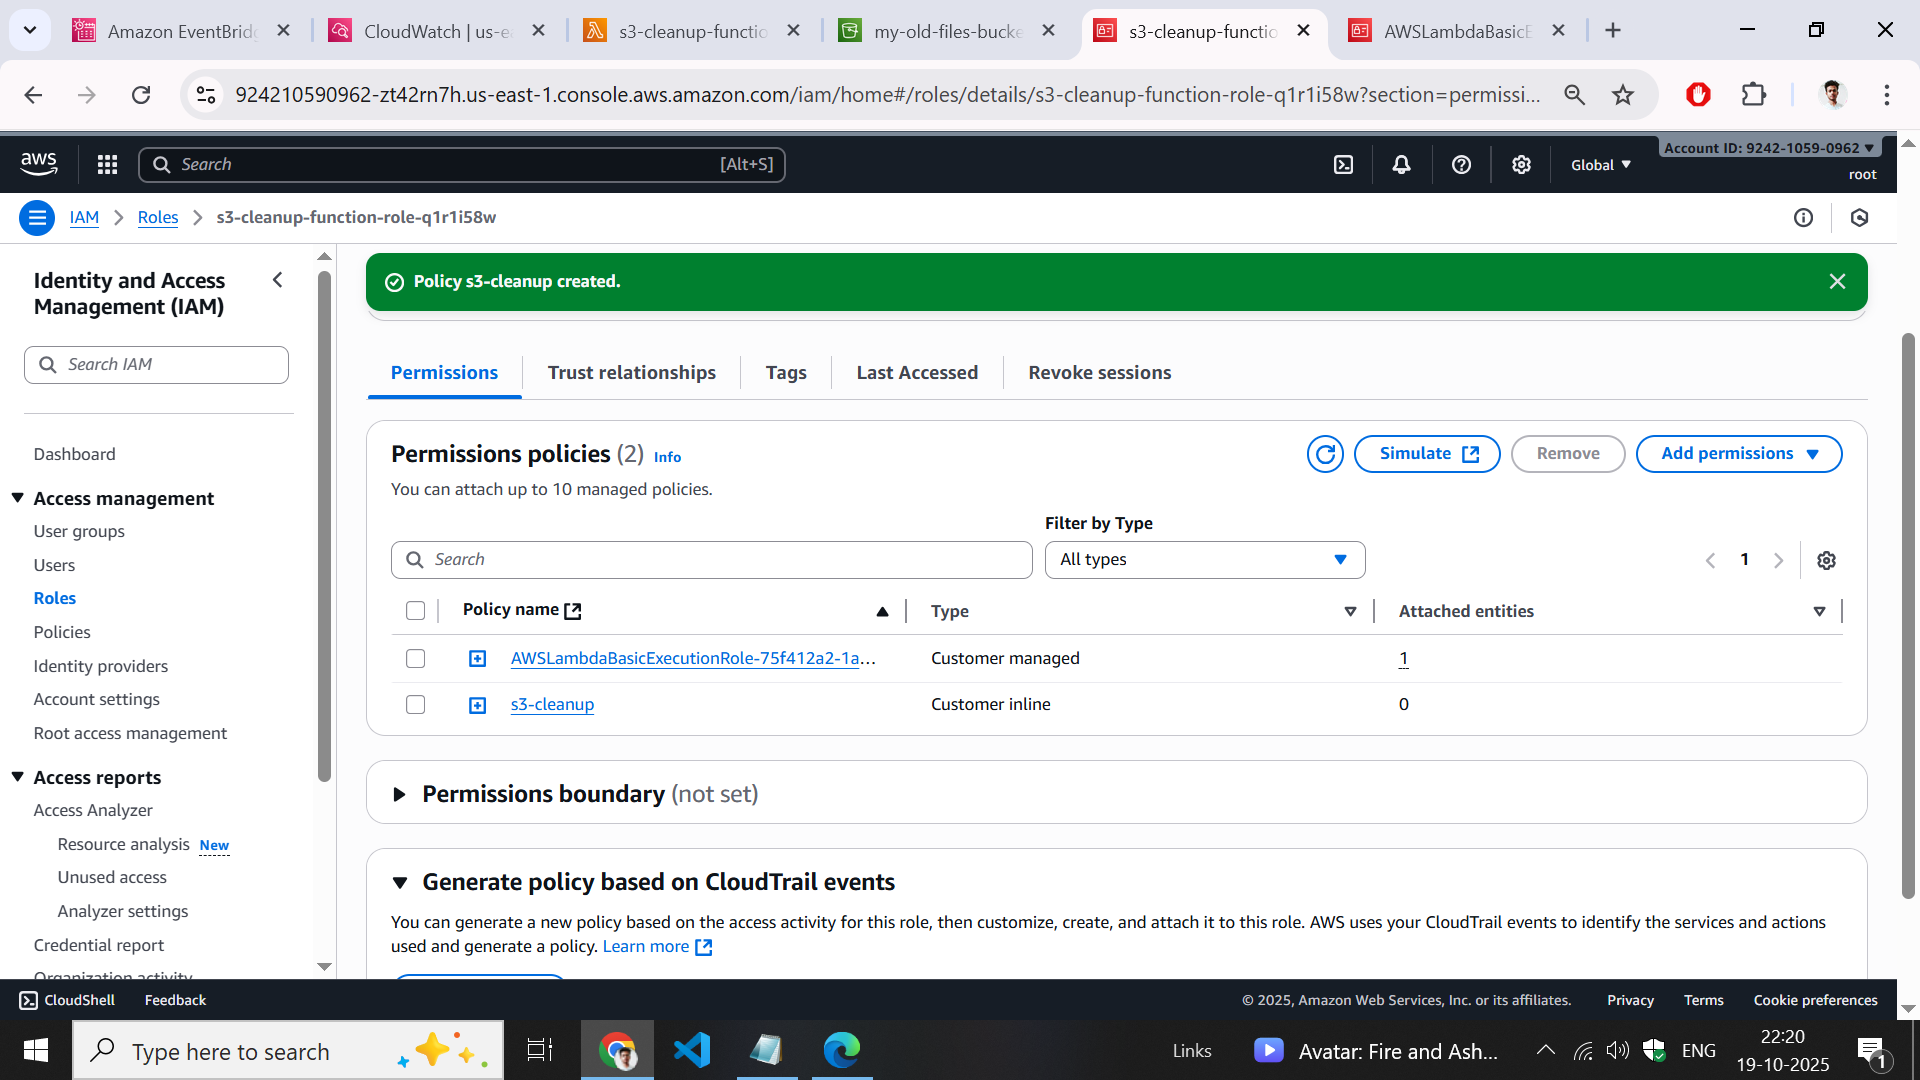 Amazon EventBridg
CloudWatch | us-ea
s3-cleanup-functio
my-old-files-bucke
s3-cleanup-functio
AWSLambdaBasicE
924210590962-zt42rn7h.us-east-1.console.aws.amazon.com/iam/home#/roles/details/s3-cleanup-function-role-q1r1i58w?section=permissi...
aws
Search
[Alt+S]
Global
Account ID: 9242-1059-0962
root
IAM
Roles
s3-cleanup-function-role-q1r1i58w
Identity and Access
Management (IAM)
Search IAM
Dashboard
Access management
User groups
Users
Roles
Policies
Identity providers
Account settings
Root access management
Access reports
Access Analyzer
Resource analysis New
Unused access
Analyzer settings
Credential report
Organization activity
Policy s3-cleanup created.
Permissions
Trust relationships
Tags
Last Accessed
Revoke sessions
Permissions policies (2) Info
You can attach up to 10 managed policies.
Simulate
Remove
Add permissions
Filter by Type
Search
All types
1
Policy name
Type
Attached entities
AWSLambdaBasicExecutionRole-75f412a2-1a...
Customer managed
1
s3-cleanup
Customer inline
0
Permissions boundary (not set)
Generate policy based on CloudTrail events
You can generate a new policy based on the access activity for this role, then customize, create, and attach it to this role. AWS uses your CloudTrail events to identify the services and actions
used and generate a policy. Learn more
CloudShell
Feedback
© 2025, Amazon Web Services, Inc. or its affiliates.
Privacy
Terms
Cookie preferences
Type here to search
Links
Avatar: Fire and Ash...
ENG
22:20
19-10-2025
1